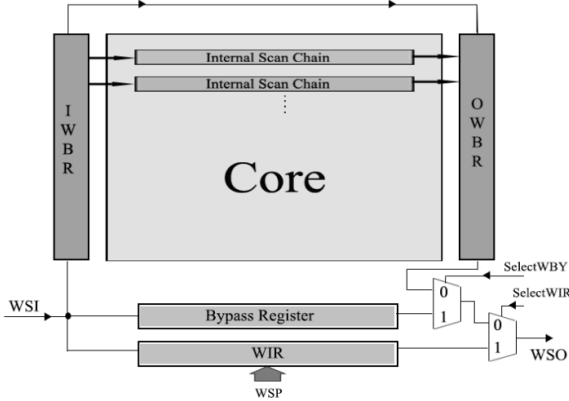 Internal Scan Chain
Internal Scan Chain
I
W
B
R
O
W
B
R
Core
SelectWBY
0
1
SelectWIR
0
1
WSI
Bypass Register
WIR
WSO
WSP